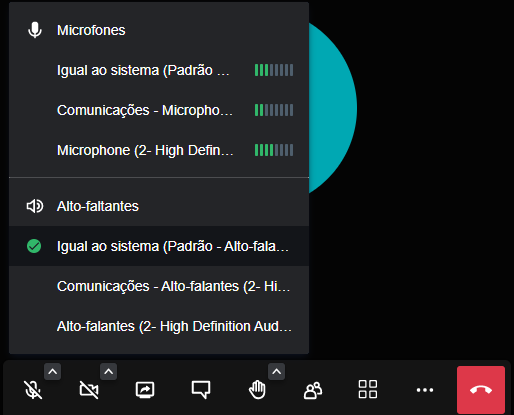 Microfones
Igual ao sistema (Padrão ...
Comunicações - Micropho...
Microphone (2- High Defin...
Alto-faltantes
Igual ao sistema (Padrão - Alto-fala...
Comunicações - Alto-falantes (2- Hi...
Alto-falantes (2- High Definition Aud...